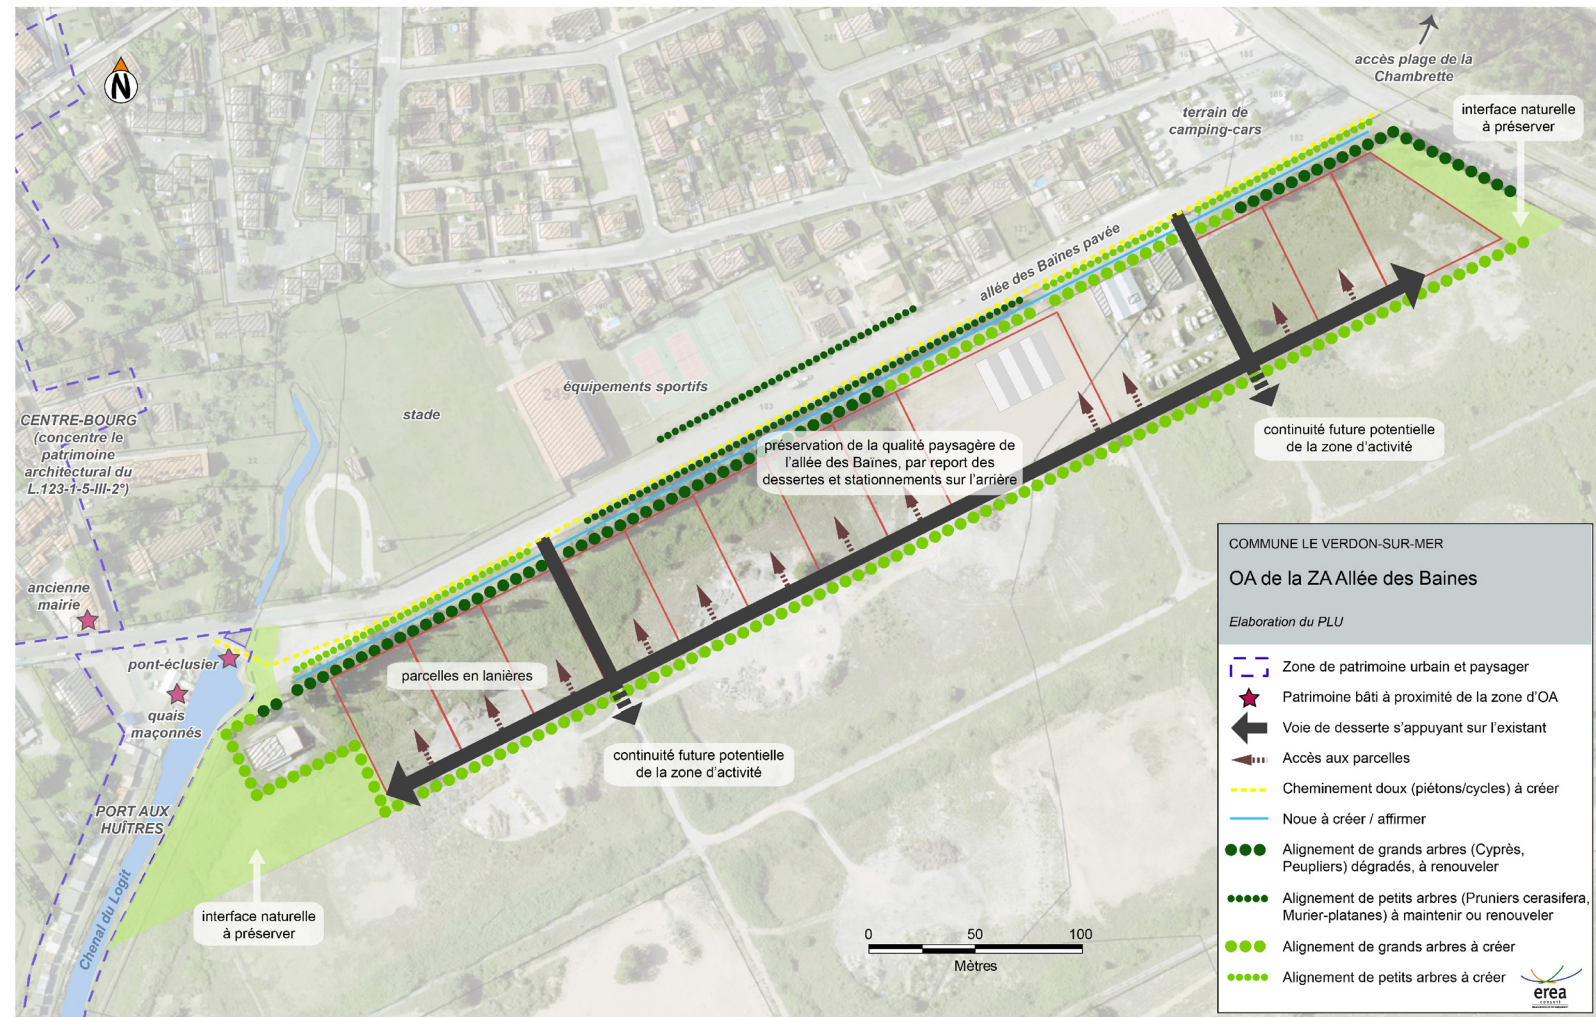 N
accès plage de la
Chambrette
interface naturelle
à préserver
terrain de
camping-cars
allée des Baïnes pavée
équipements sportifs
stade
CENTRE-BOURG
(concentre le
patrimoine
architectural du
L.123-1-5-III-2°)
préservation de la qualité paysagère de
l'allée des Baïnes, par report des
dessertes et stationnements sur l'arrière
continuité future potentielle
de la zone d'activité
ancienne
mairie
pont-éclusier
quais
maçonnés
parcelles en lanières
continuité future potentielle
de la zone d'activité
PORT AUX
HUÎTRES
Chenal du Logit
interface naturelle
à préserver
0 50 100
Mètres
COMMUNE LE VERDON-SUR-MER
OA de la ZA Allée des Baines
Elaboration du PLU
Zone de patrimoine urbain et paysager
Patrimoine bâti à proximité de la zone d'OA
Voie de desserte s'appuyant sur l'existant
Accès aux parcelles
Cheminement doux (piétons/cycles) à créer
Noue à créer / affirmer
Alignement de grands arbres (Cyprès,
Peupliers) dégradés, à renouveler
Alignement de petits arbres (Pruniers cerasifera,
Murier-platanes) à maintenir ou renouveler
Alignement de grands arbres à créer
Alignement de petits arbres à créer
erea
conseil